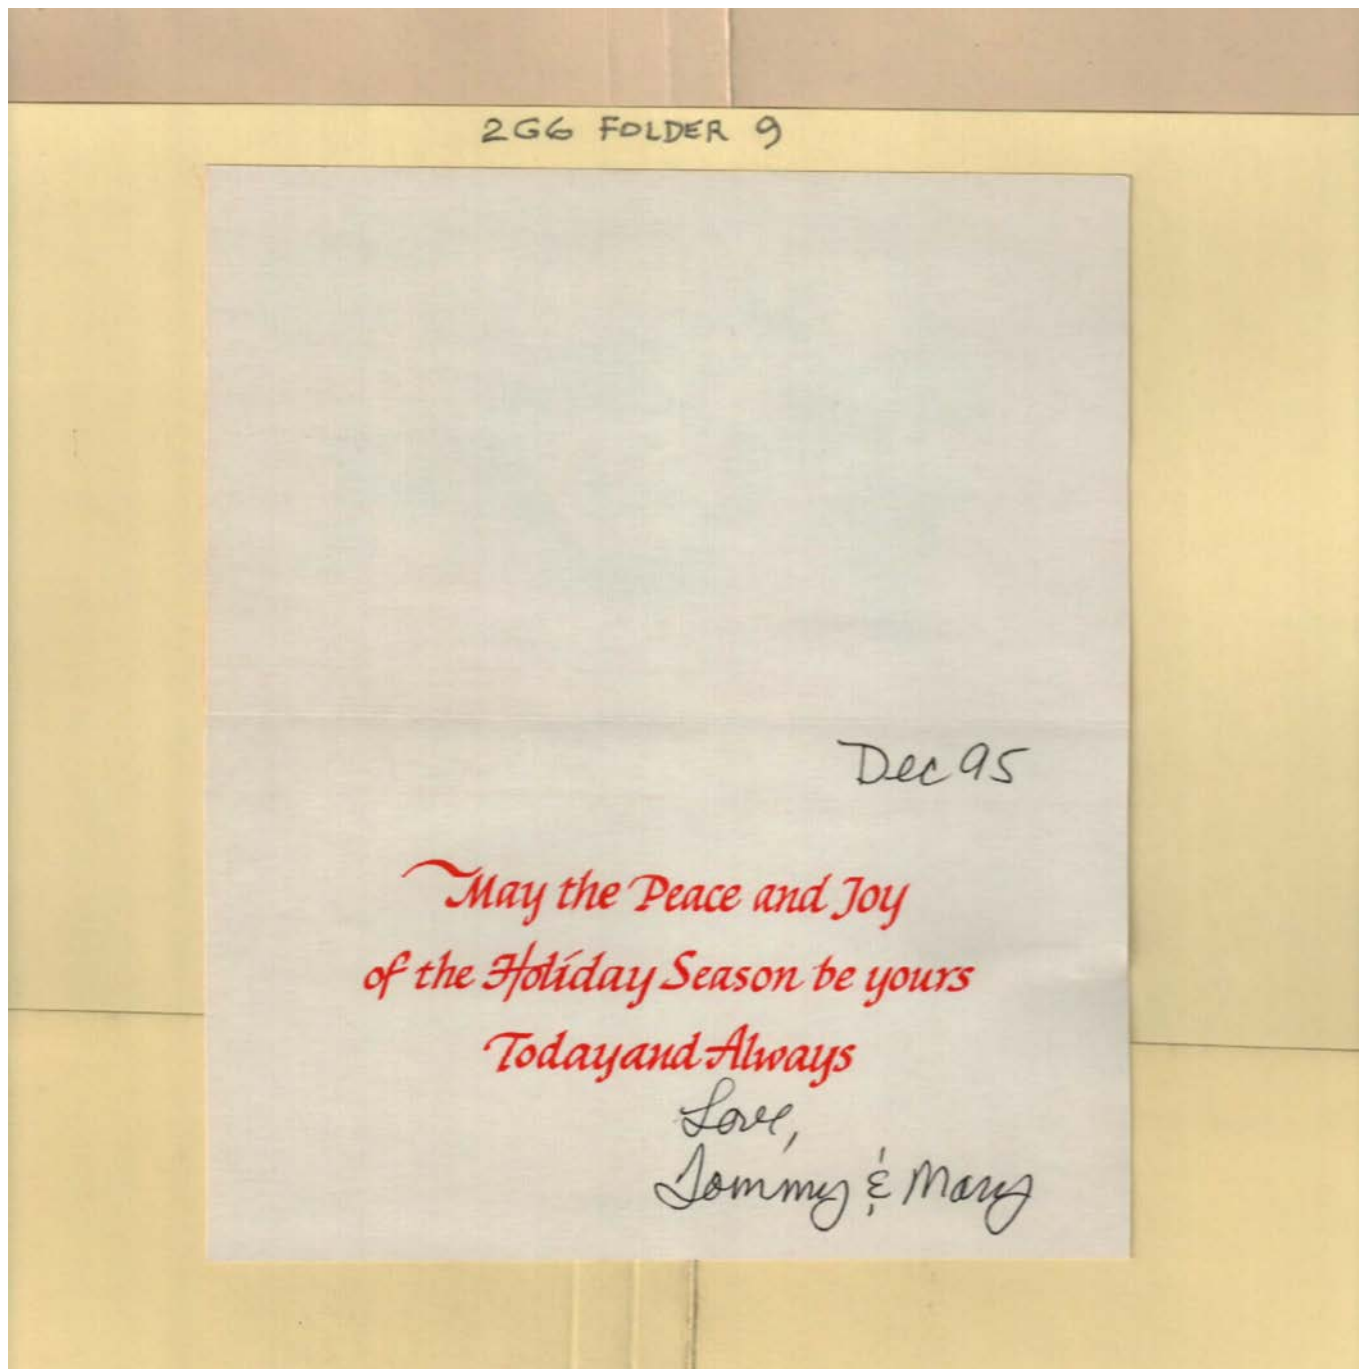 2G6 FOLDER 9
Dec 95
May the Peace and Joy
of the Holiday Season be yours
Today and Always
Love,
Tommy & Mary